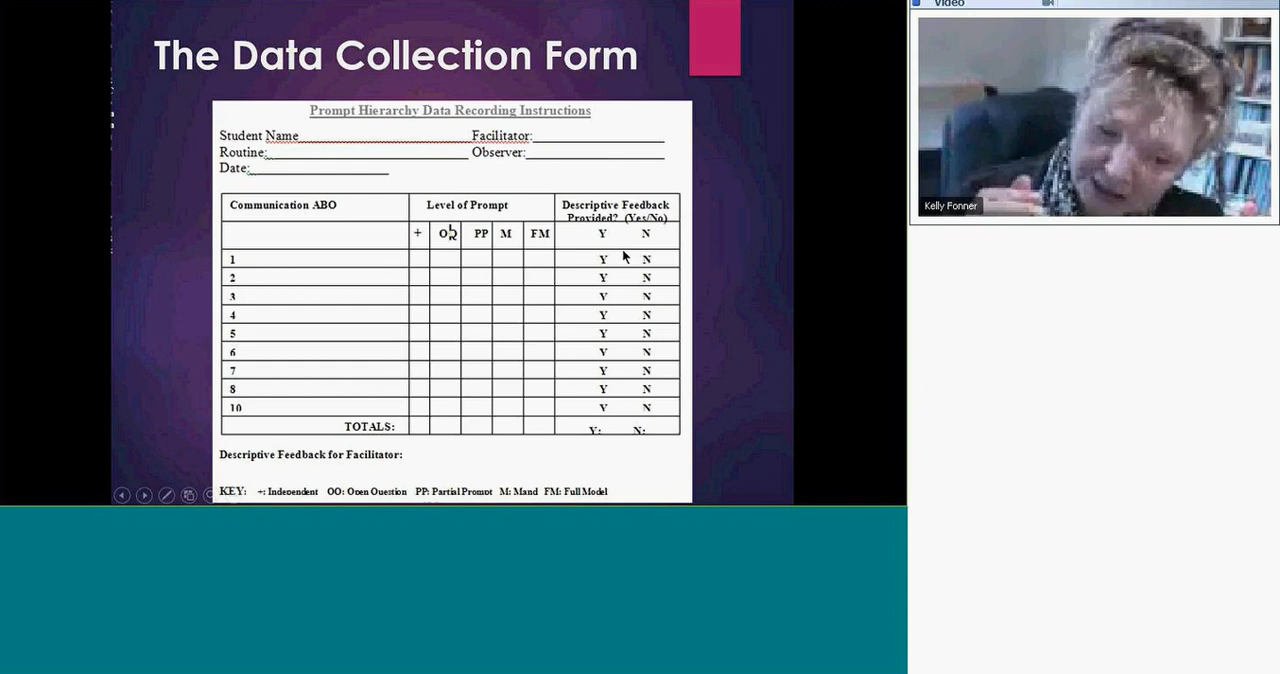 The Data Collection Form
Prompt Hierarchy Data Recording Instructions
Student Name Facilitator:
Routine: Observer:
Date:
Communication ABO Level of Prompt Descriptive Feedback
Provided? (Yes/No)
+ OQ PP M FM Y N
1 Y N
2 Y N
3 Y N
4 Y N
5 Y N
6 Y N
7 Y N
8 Y N
10 Y N
TOTALS: Y: N:
Descriptive Feedback for Facilitator:
KEY: +: Independent OQ: Open Question PP: Partial Prompt M: Mand FM: Full Model
Video
Kelly Fonner